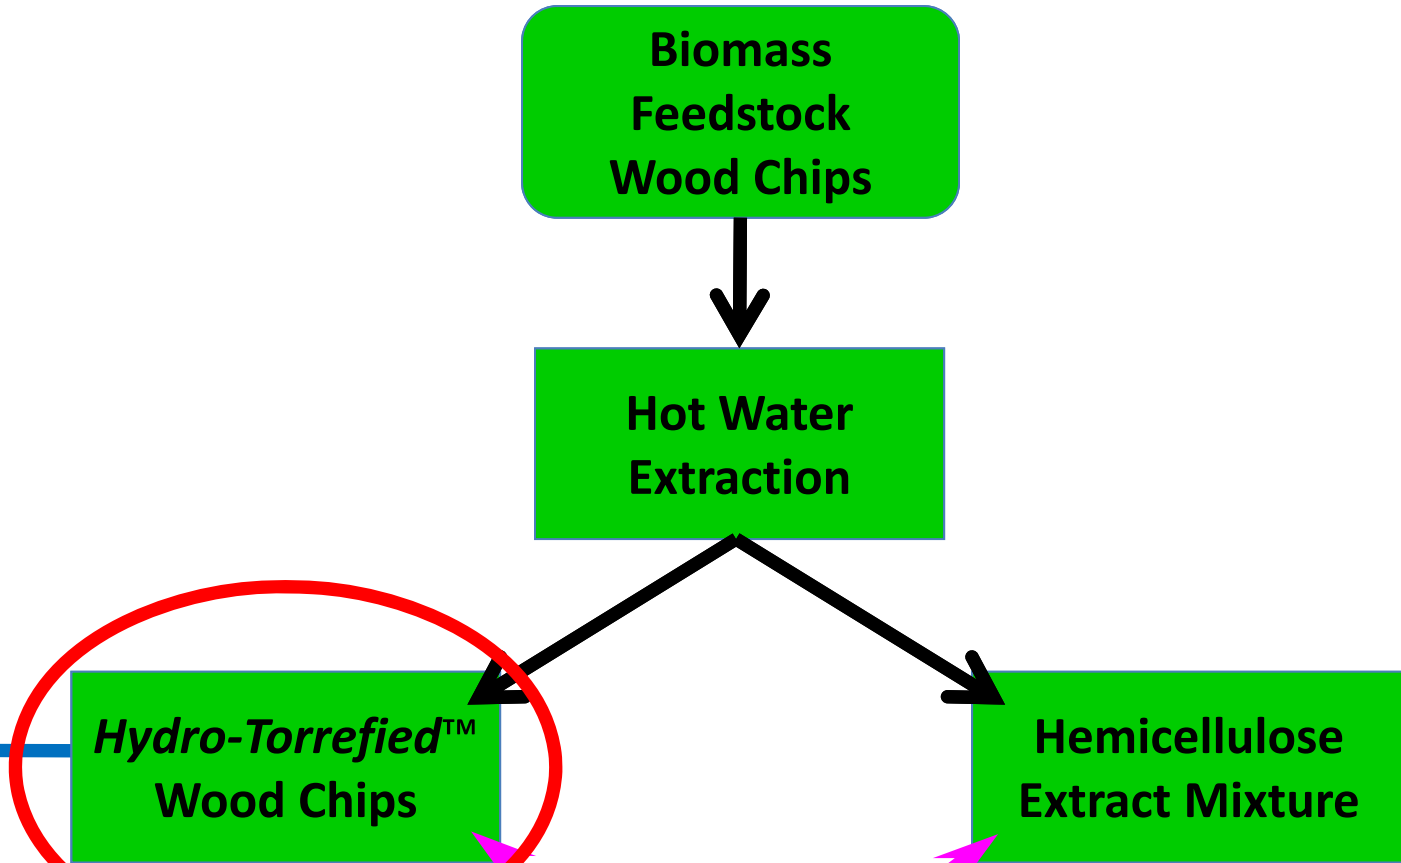 Biomass
Feedstock
Wood Chips
Hot Water
Extraction
Hydro-Torrefied™
Wood Chips
Hemicellulose
Extract Mixture